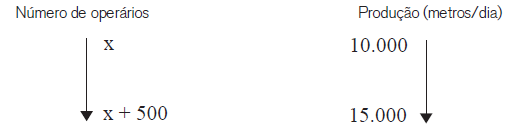 Número de operários Produção (metros/dia)
x 10.000
x + 500 15.000